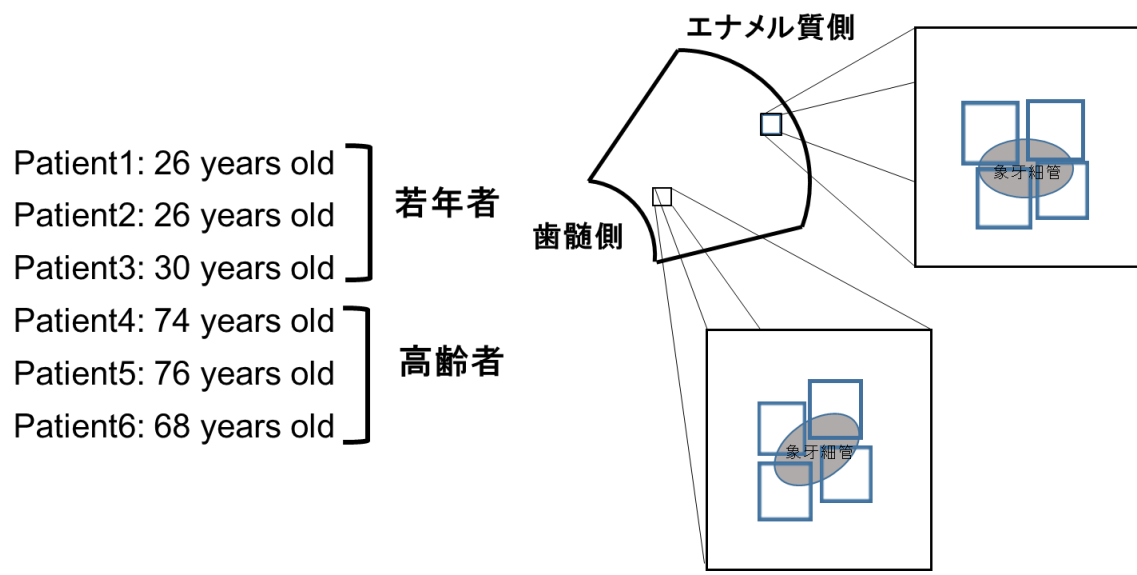 エナメル質側
Patient1: 26 years old
Patient2: 26 years old
Patient3: 30 years old
若年者
Patient4: 74 years old
Patient5: 76 years old
Patient6: 68 years old
高齢者
歯髄側
象牙細管
象牙細管